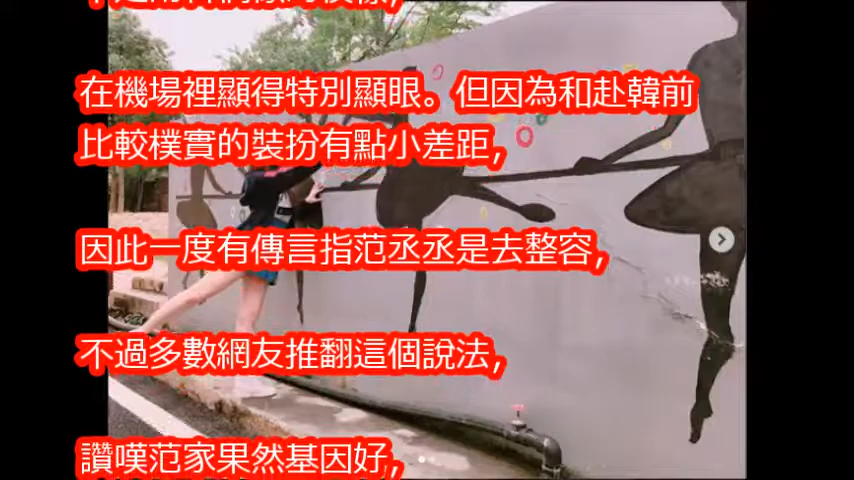 在機場裡顯得特別顯眼。但因為和赴韓前
比較樸實的裝扮有點小差距,
因此一度有傳言指范丞丞是去整容,
不過多數網友推翻這個說法,
讚嘆范家果然基因好,